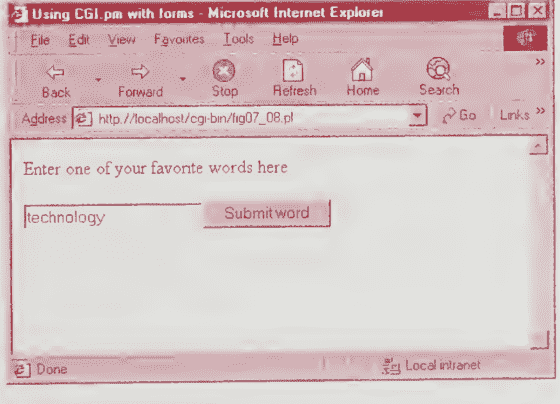 Using CGI.pm with forms - Microsoft Internet Explorer
File Edit View Favorites Tools Help
Back Forward Stop Refresh Home Search »
Address http://localhost/cgi-bin/fig07_08.pl Go Links »
Enter one of your favorite words here
technology Submit word
Done Local intranet